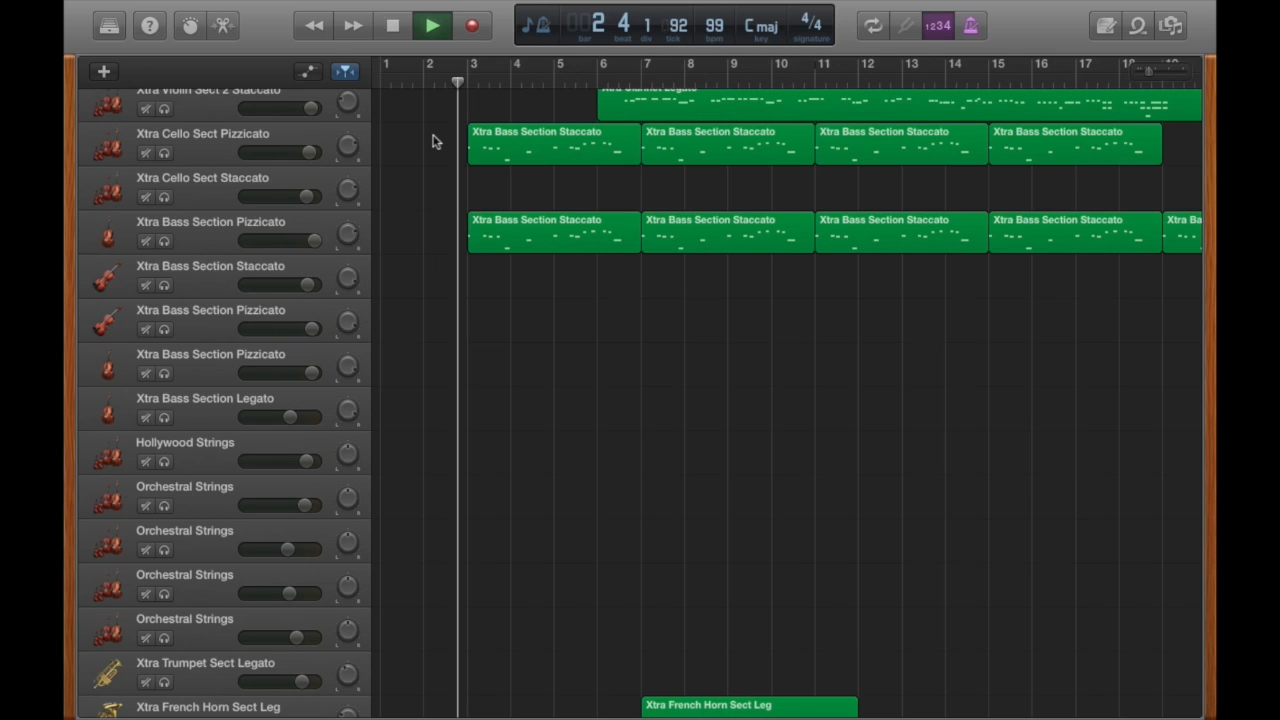 2 4 1 92 99 C maj 4/4
bar beat div tick bpm key signature
1234
1 2 3 4 5 6 7 8 9 10 11 12 13 14 15 16 17 18
Xtra Violin Sect 2 Staccato
Xtra Clarinet Legato
Xtra Cello Sect Pizzicato
Xtra Bass Section Staccato Xtra Bass Section Staccato Xtra Bass Section Staccato Xtra Bass Section Staccato
Xtra Cello Sect Staccato
Xtra Bass Section Pizzicato
Xtra Bass Section Staccato Xtra Bass Section Staccato Xtra Bass Section Staccato Xtra Bass Section Staccato Xtra Ba
Xtra Bass Section Staccato
Xtra Bass Section Pizzicato
Xtra Bass Section Pizzicato
Xtra Bass Section Legato
Hollywood Strings
Orchestral Strings
Orchestral Strings
Orchestral Strings
Orchestral Strings
Xtra Trumpet Sect Legato
Xtra French Horn Sect Leg
Xtra French Horn Sect Leg